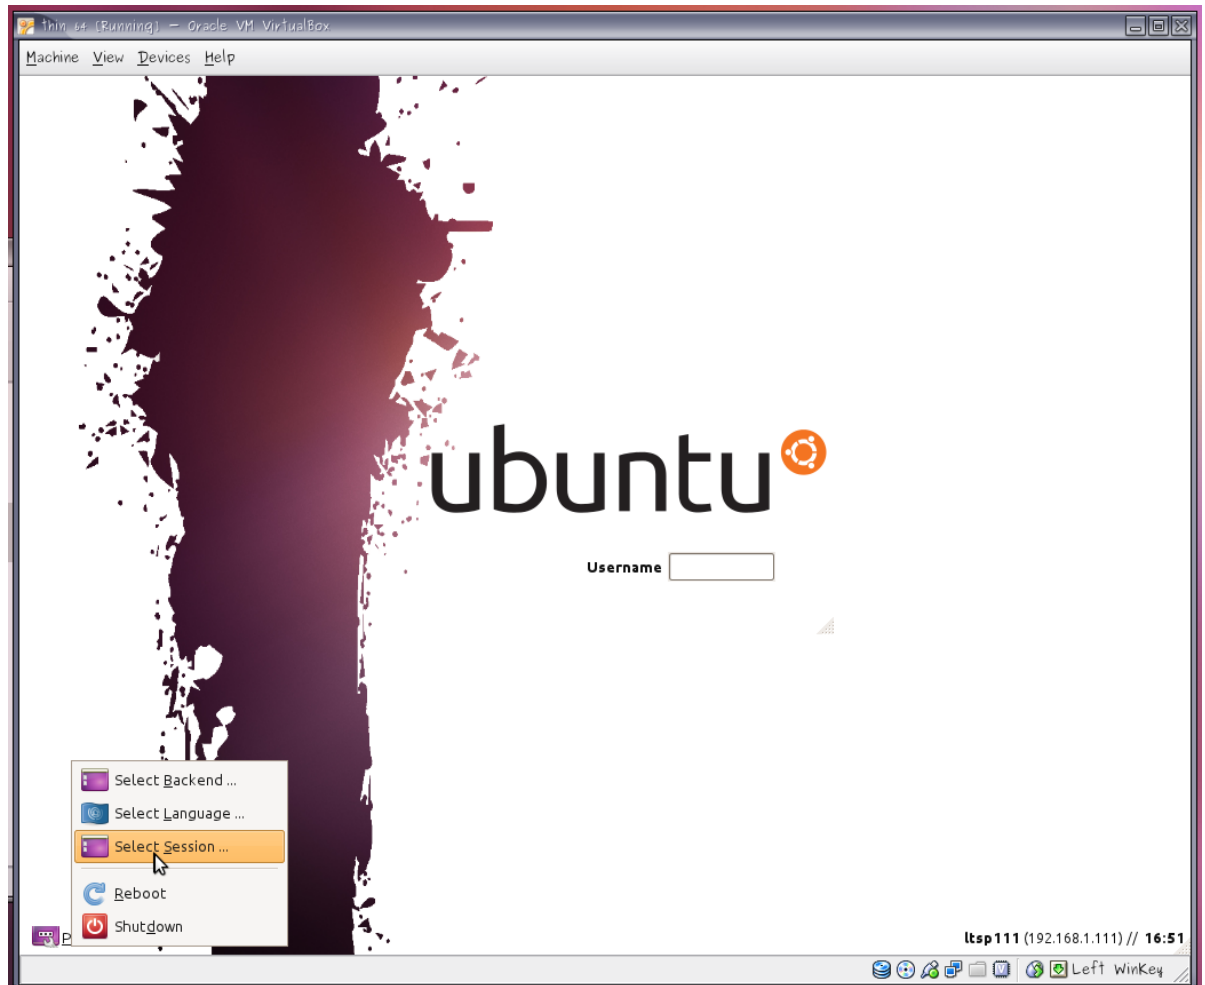 thin 64 [Running] - Oracle VM VirtualBox
Machine View Devices Help
ubuntu
Username
Select Backend ...
Select Language ...
Select Session ...
Reboot
Shutdown
P
ltsp111 (192.168.1.111) // 16:51
Left WinKey